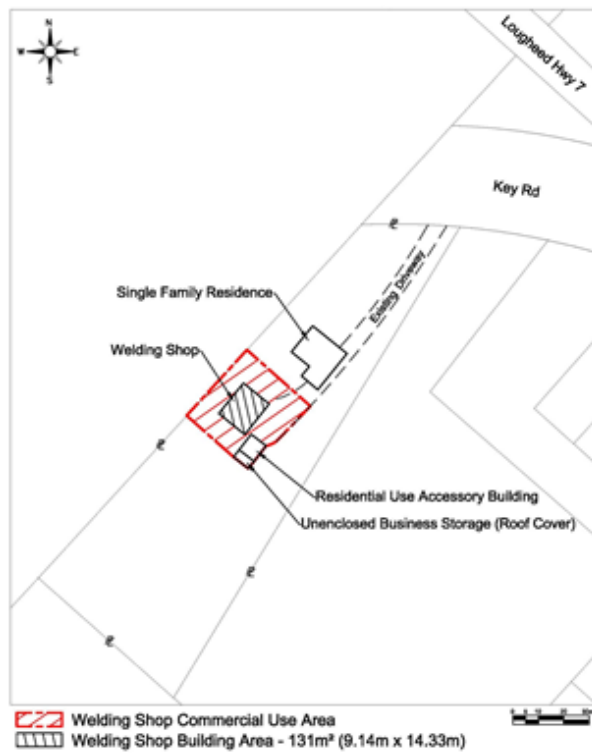 N
W
E
S
Lougheed Hwy 7
Key Rd
Existing Driveway
Single Family Residence
Welding Shop
Residential Use Accessory Building
Unenclosed Business Storage (Roof Cover)
Welding Shop Commercial Use Area
Welding Shop Building Area - 131m² (9.14m x 14.33m)